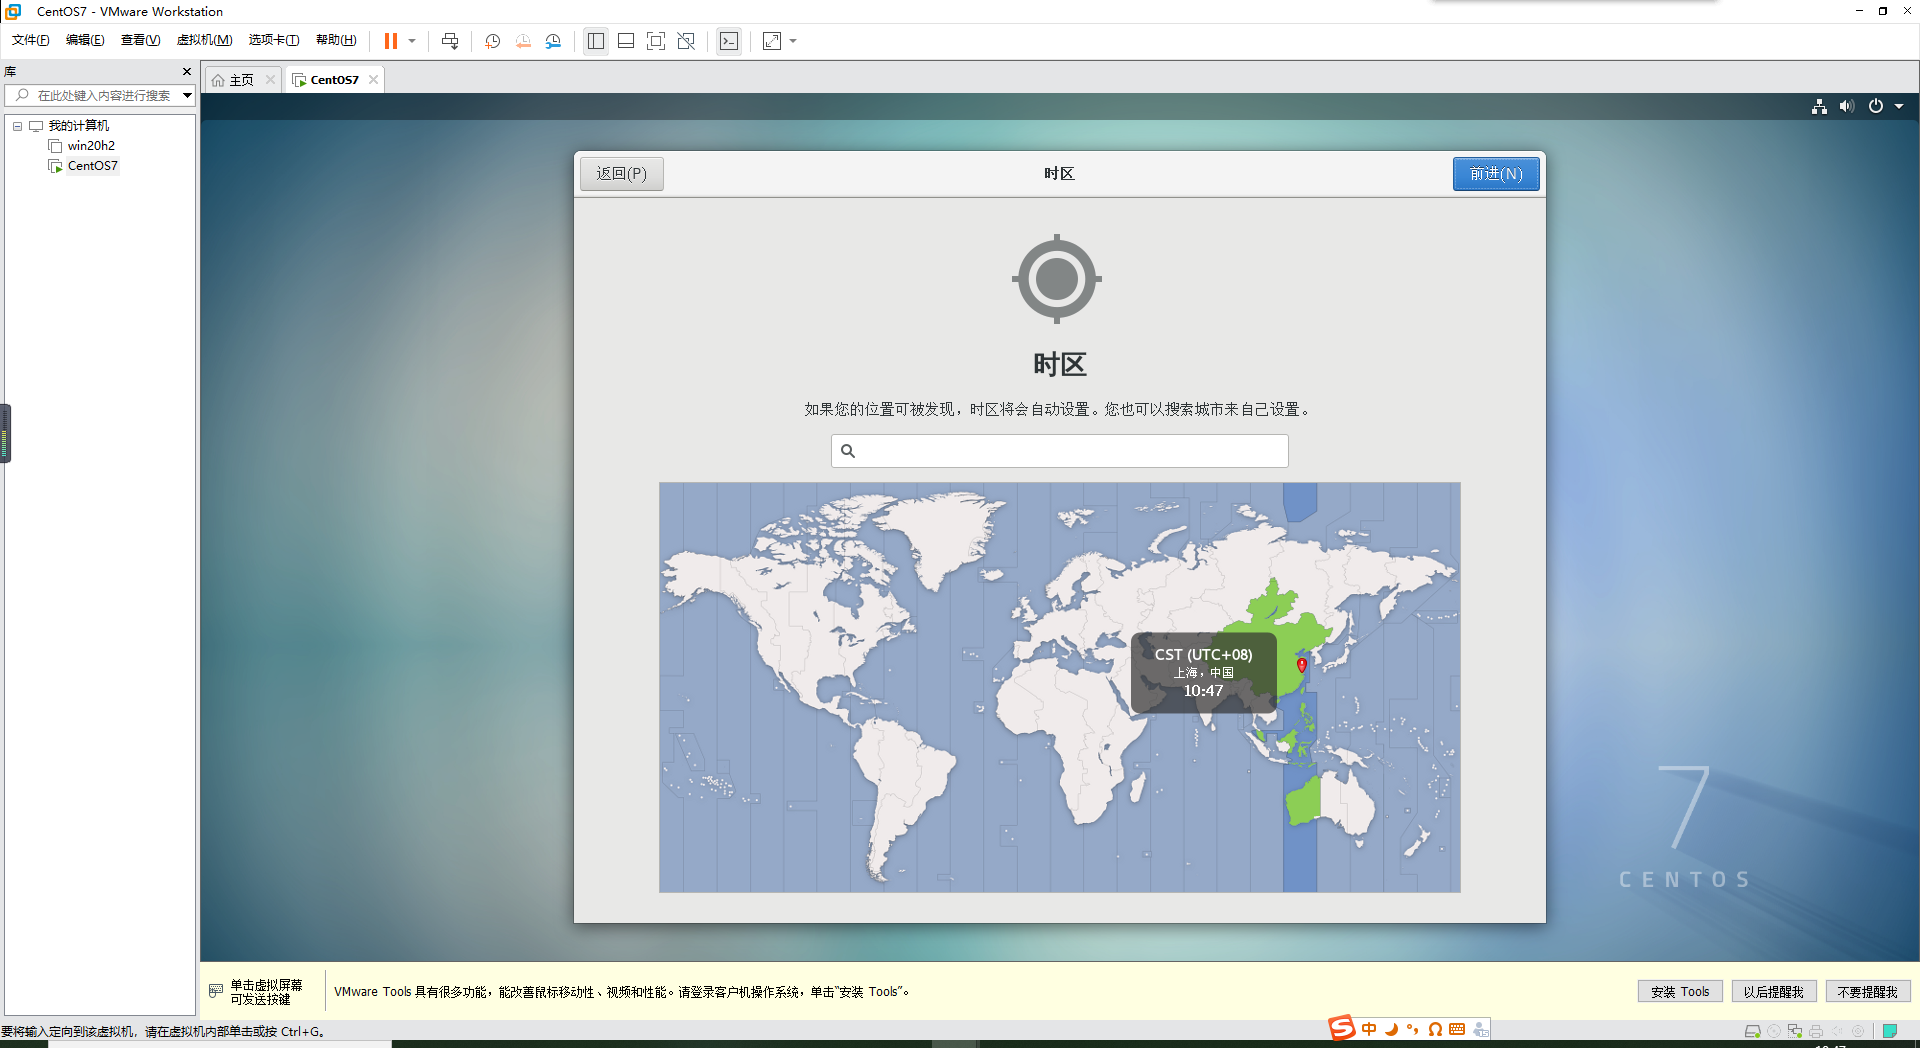 CentOS7 - VMware Workstation
文件(F) 编辑(E) 查看(V) 虚拟机(M) 选项卡(T) 帮助(H)
库
主页
CentOS7
在此处键入内容进行搜索
我的计算机
win20h2
CentOS7
返回(P)
时区
前进(N)
时区
如果您的位置可被发现，时区将会自动设置。您也可以搜索城市来自己设置。
CST (UTC+08)
上海，中国
10:47
7
CENTOS
单击虚拟屏幕
可发送按键
VMware Tools 具有很多功能，能改善鼠标移动性、视频和性能。请登录客户机操作系统，单击“安装 Tools”。
安装 Tools
以后提醒我
不要提醒我
要将输入定向到该虚拟机，请在虚拟机内部单击或按 Ctrl+G。
S 中